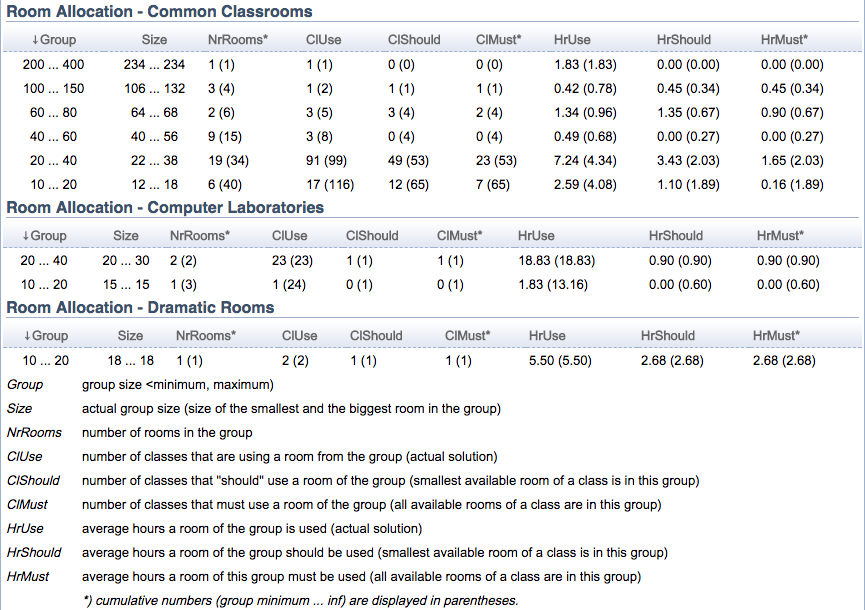 Room Allocation - Common Classrooms
↓Group Size NrRooms* ClUse ClShould ClMust* HrUse HrShould HrMust*
200 ... 400 234 ... 234 1 (1) 1 (1) 0 (0) 0 (0) 1.83 (1.83) 0.00 (0.00) 0.00 (0.00)
100 ... 150 106 ... 132 3 (4) 1 (2) 1 (1) 1 (1) 0.42 (0.78) 0.45 (0.34) 0.45 (0.34)
60 ... 80 64 ... 68 2 (6) 3 (5) 3 (4) 2 (4) 1.34 (0.96) 1.35 (0.67) 0.90 (0.67)
40 ... 60 40 ... 56 9 (15) 3 (8) 0 (4) 0 (4) 0.49 (0.68) 0.00 (0.27) 0.00 (0.27)
20 ... 40 22 ... 38 19 (34) 91 (99) 49 (53) 23 (53) 7.24 (4.34) 3.43 (2.03) 1.65 (2.03)
10 ... 20 12 ... 18 6 (40) 17 (116) 12 (65) 7 (65) 2.59 (4.08) 1.10 (1.89) 0.16 (1.89)
Room Allocation - Computer Laboratories
↓Group Size NrRooms* ClUse ClShould ClMust* HrUse HrShould HrMust*
20 ... 40 20 ... 30 2 (2) 23 (23) 1 (1) 1 (1) 18.83 (18.83) 0.90 (0.90) 0.90 (0.90)
10 ... 20 15 ... 15 1 (3) 1 (24) 0 (1) 0 (1) 1.83 (13.16) 0.00 (0.60) 0.00 (0.60)
Room Allocation - Dramatic Rooms
↓Group Size NrRooms* ClUse ClShould ClMust* HrUse HrShould HrMust*
10 ... 20 18 ... 18 1 (1) 2 (2) 1 (1) 1 (1) 5.50 (5.50) 2.68 (2.68) 2.68 (2.68)
Group group size <minimum, maximum)
Size actual group size (size of the smallest and the biggest room in the group)
NrRooms number of rooms in the group
ClUse number of classes that are using a room from the group (actual solution)
ClShould number of classes that "should" use a room of the group (smallest available room of a class is in this group)
ClMust number of classes that must use a room of the group (all available rooms of a class are in this group)
HrUse average hours a room of the group is used (actual solution)
HrShould average hours a room of the group should be used (smallest available room of a class is in this group)
HrMust average hours a room of this group must be used (all available rooms of a class are in this group)
*) cumulative numbers (group minimum ... inf) are displayed in parentheses.